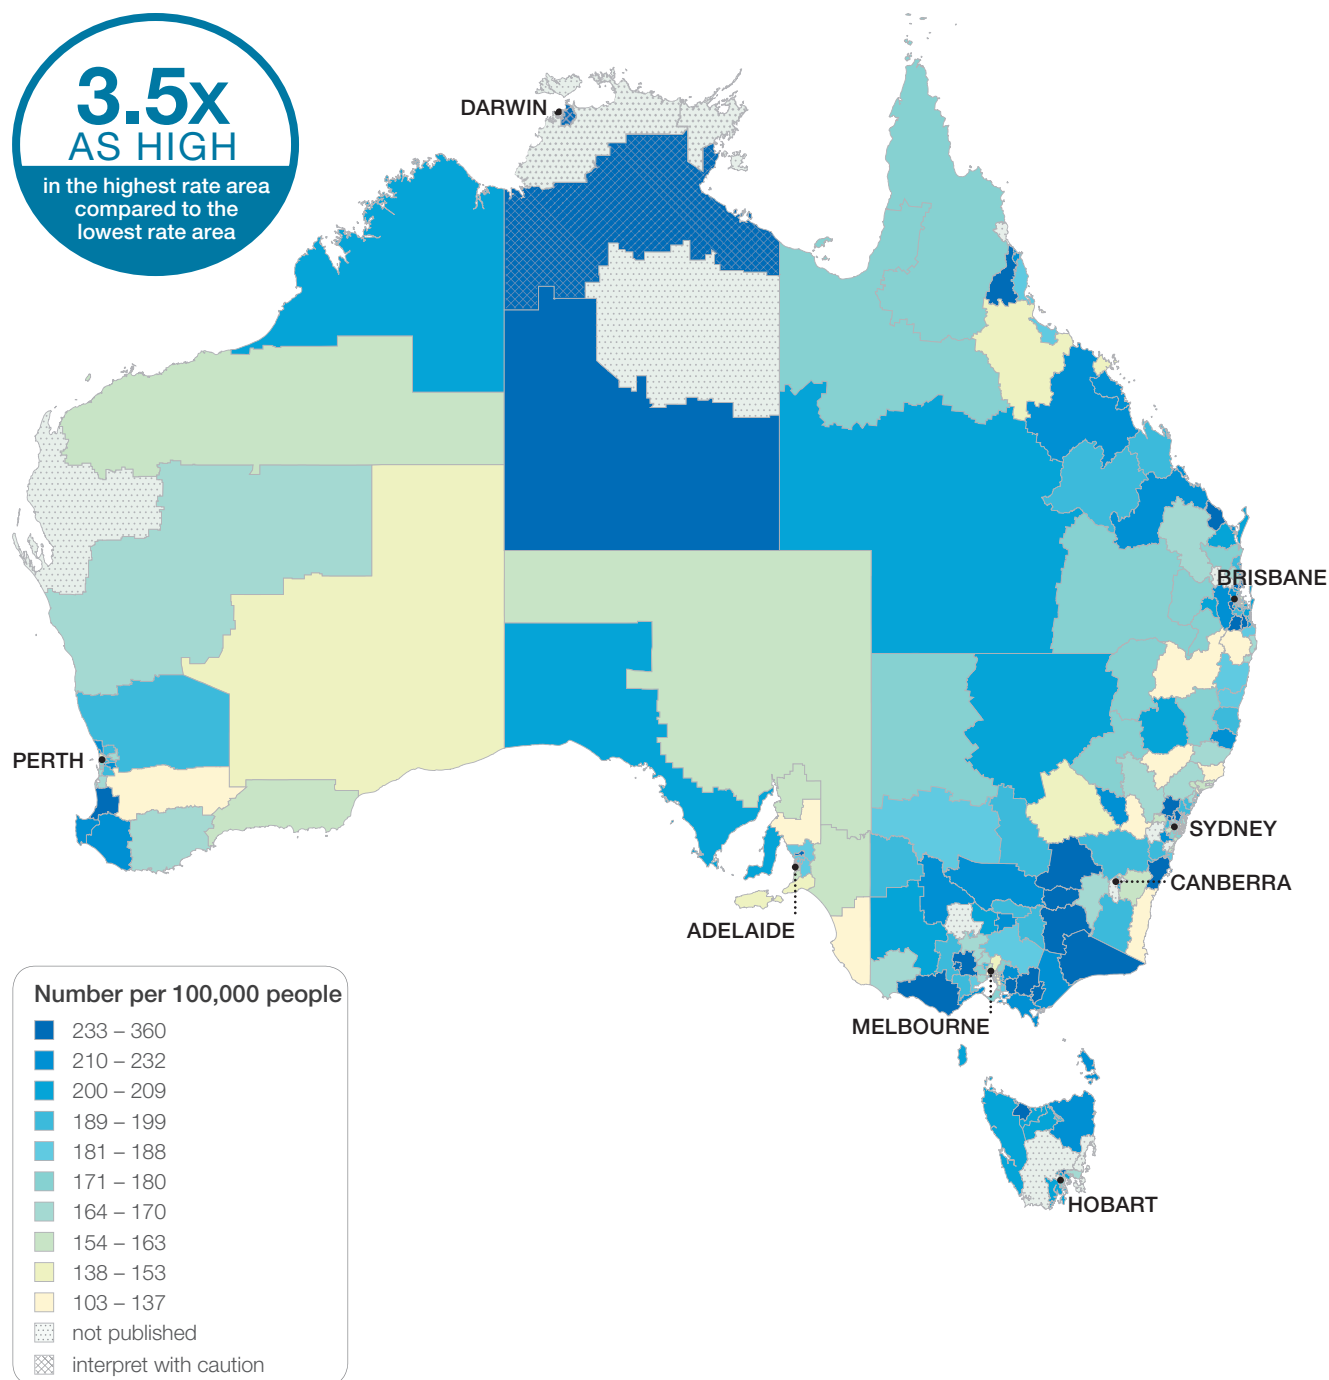 3.5x
AS HIGH
in the highest rate area
compared to the
lowest rate area
DARWIN
BRISBANE
PERTH
SYDNEY
CANBERRA
ADELAIDE
MELBOURNE
HOBART
Number per 100,000 people
233 – 360
210 – 232
200 – 209
189 – 199
181 – 188
171 – 180
164 – 170
154 – 163
138 – 153
103 – 137
not published
interpret with caution